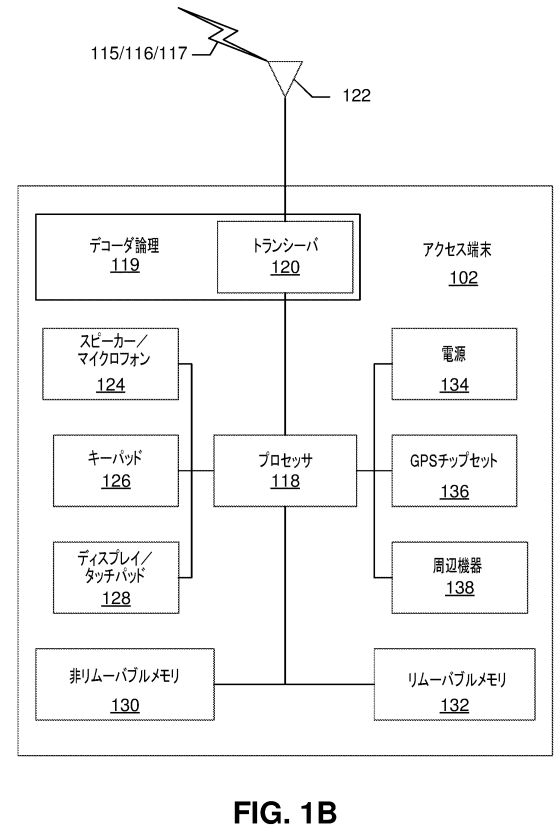 115/116/117
122
デコーダ論理
119
トランシーバ
120
アクセス端末
102
スピーカー／
マイクロフォン
124
電源
134
キーパッド
126
プロセッサ
118
GPSチップセット
136
ディスプレイ／
タッチパッド
128
周辺機器
138
非リムーバブルメモリ
130
リムーバブルメモリ
132
FIG. 1B